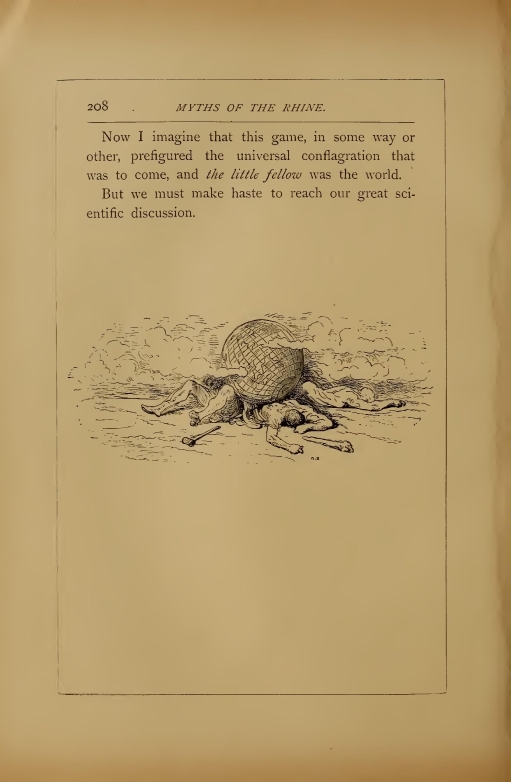 208 MYTHS OF THE RHINE.
Now I imagine that this game, in some way or
other, prefigured the universal conflagration that
was to come, and the little fellow was the world.
But we must make haste to reach our great sci-
entific discussion.